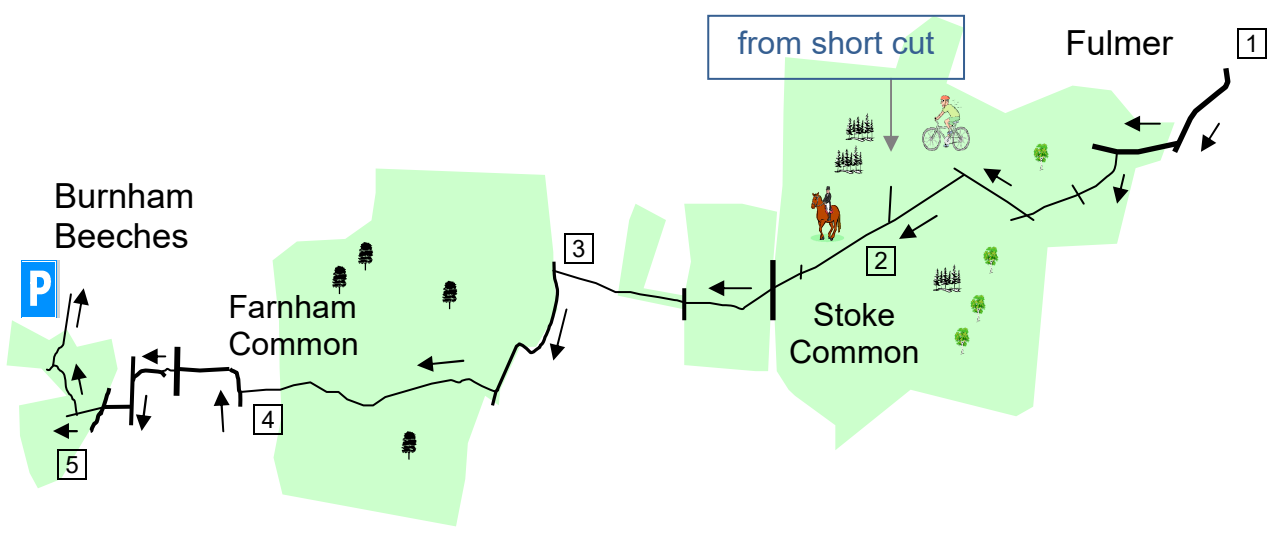 from short cut
Fulmer
1
Burnham
Beeches
P
3
2
Farnham
Common
Stoke
Common
4
5